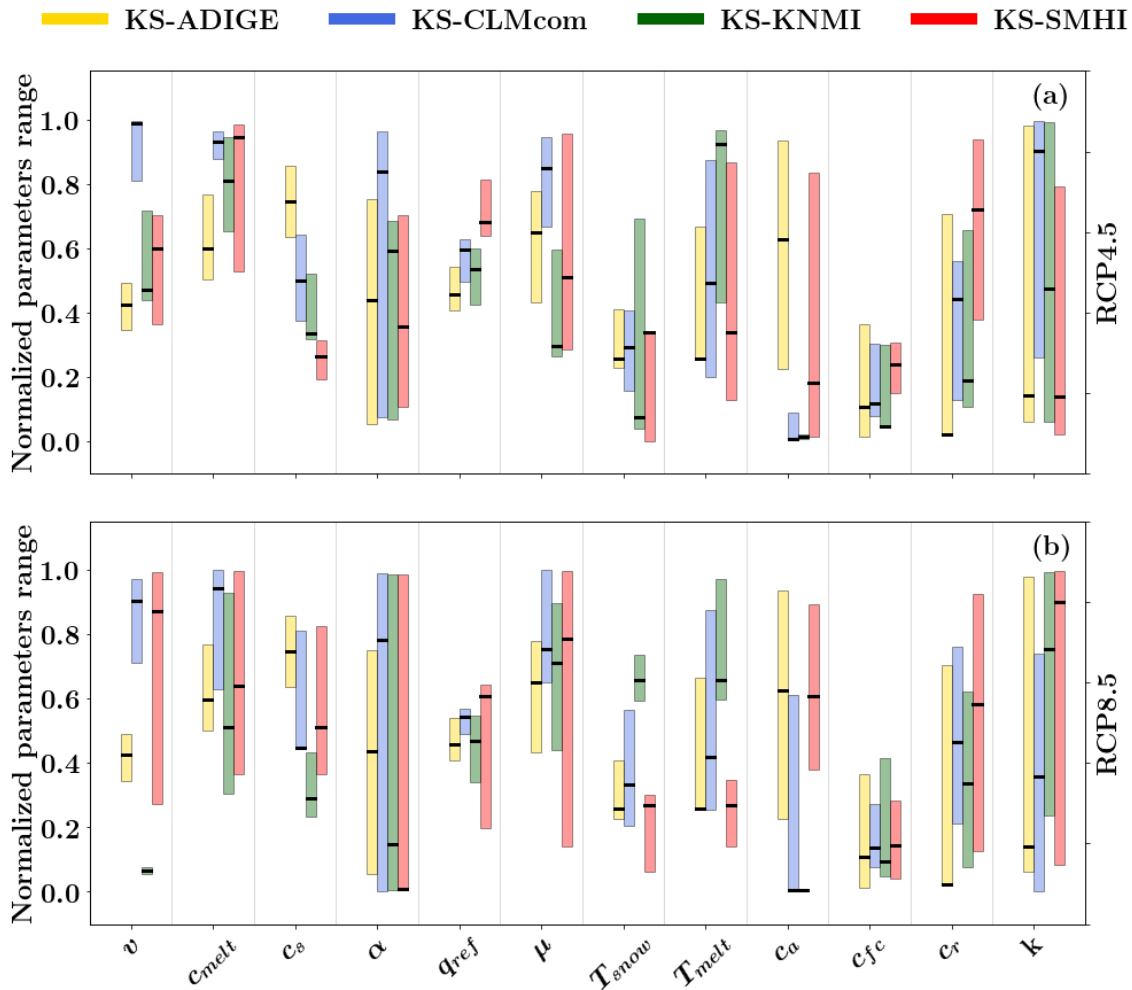 KS-ADIGE KS-CLMcom KS-KNMI KS-SMHI
(a)
Normalized parameters range
1.0
0.8
0.6
0.4
0.2
0.0
RCP4.5
(b)
Normalized parameters range
1.0
0.8
0.6
0.4
0.2
0.0
RCP8.5
v c_melt c_s α q_ref μ T_snow T_melt c_a c_fc c_r k